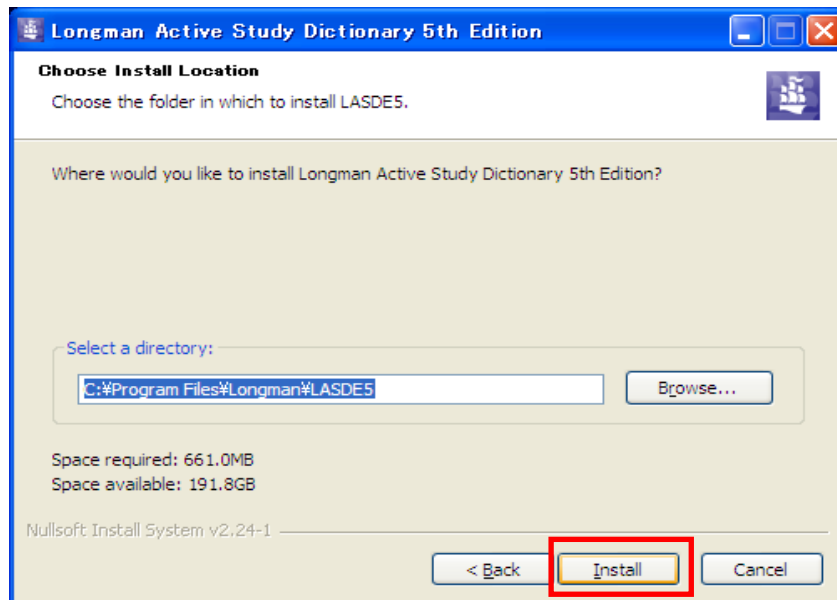 Longman Active Study Dictionary 5th Edition
Choose Install Location
Choose the folder in which to install LASDE5.
Where would you like to install Longman Active Study Dictionary 5th Edition?
Select a directory:
C:¥Program Files¥Longman¥LASDE5
Browse...
Space required: 661.0MB
Space available: 191.8GB
Nullsoft Install System v2.24-1
< Back Install Cancel